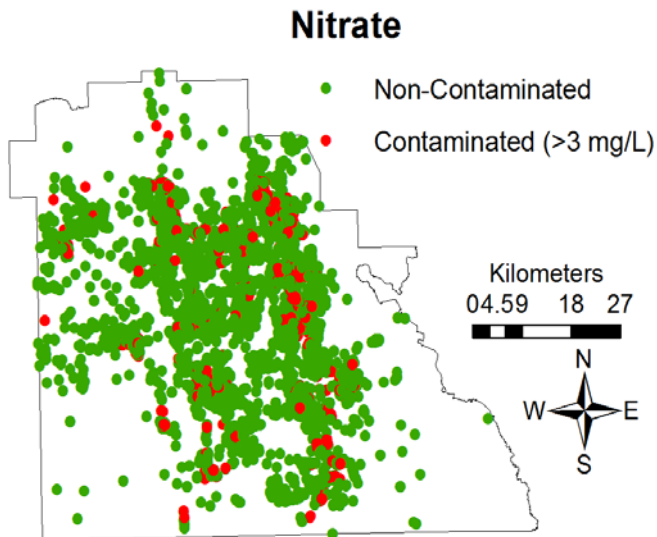 Nitrate
Non-Contaminated
Contaminated (>3 mg/L)
Kilometers
04.59 18 27
N
W E
S